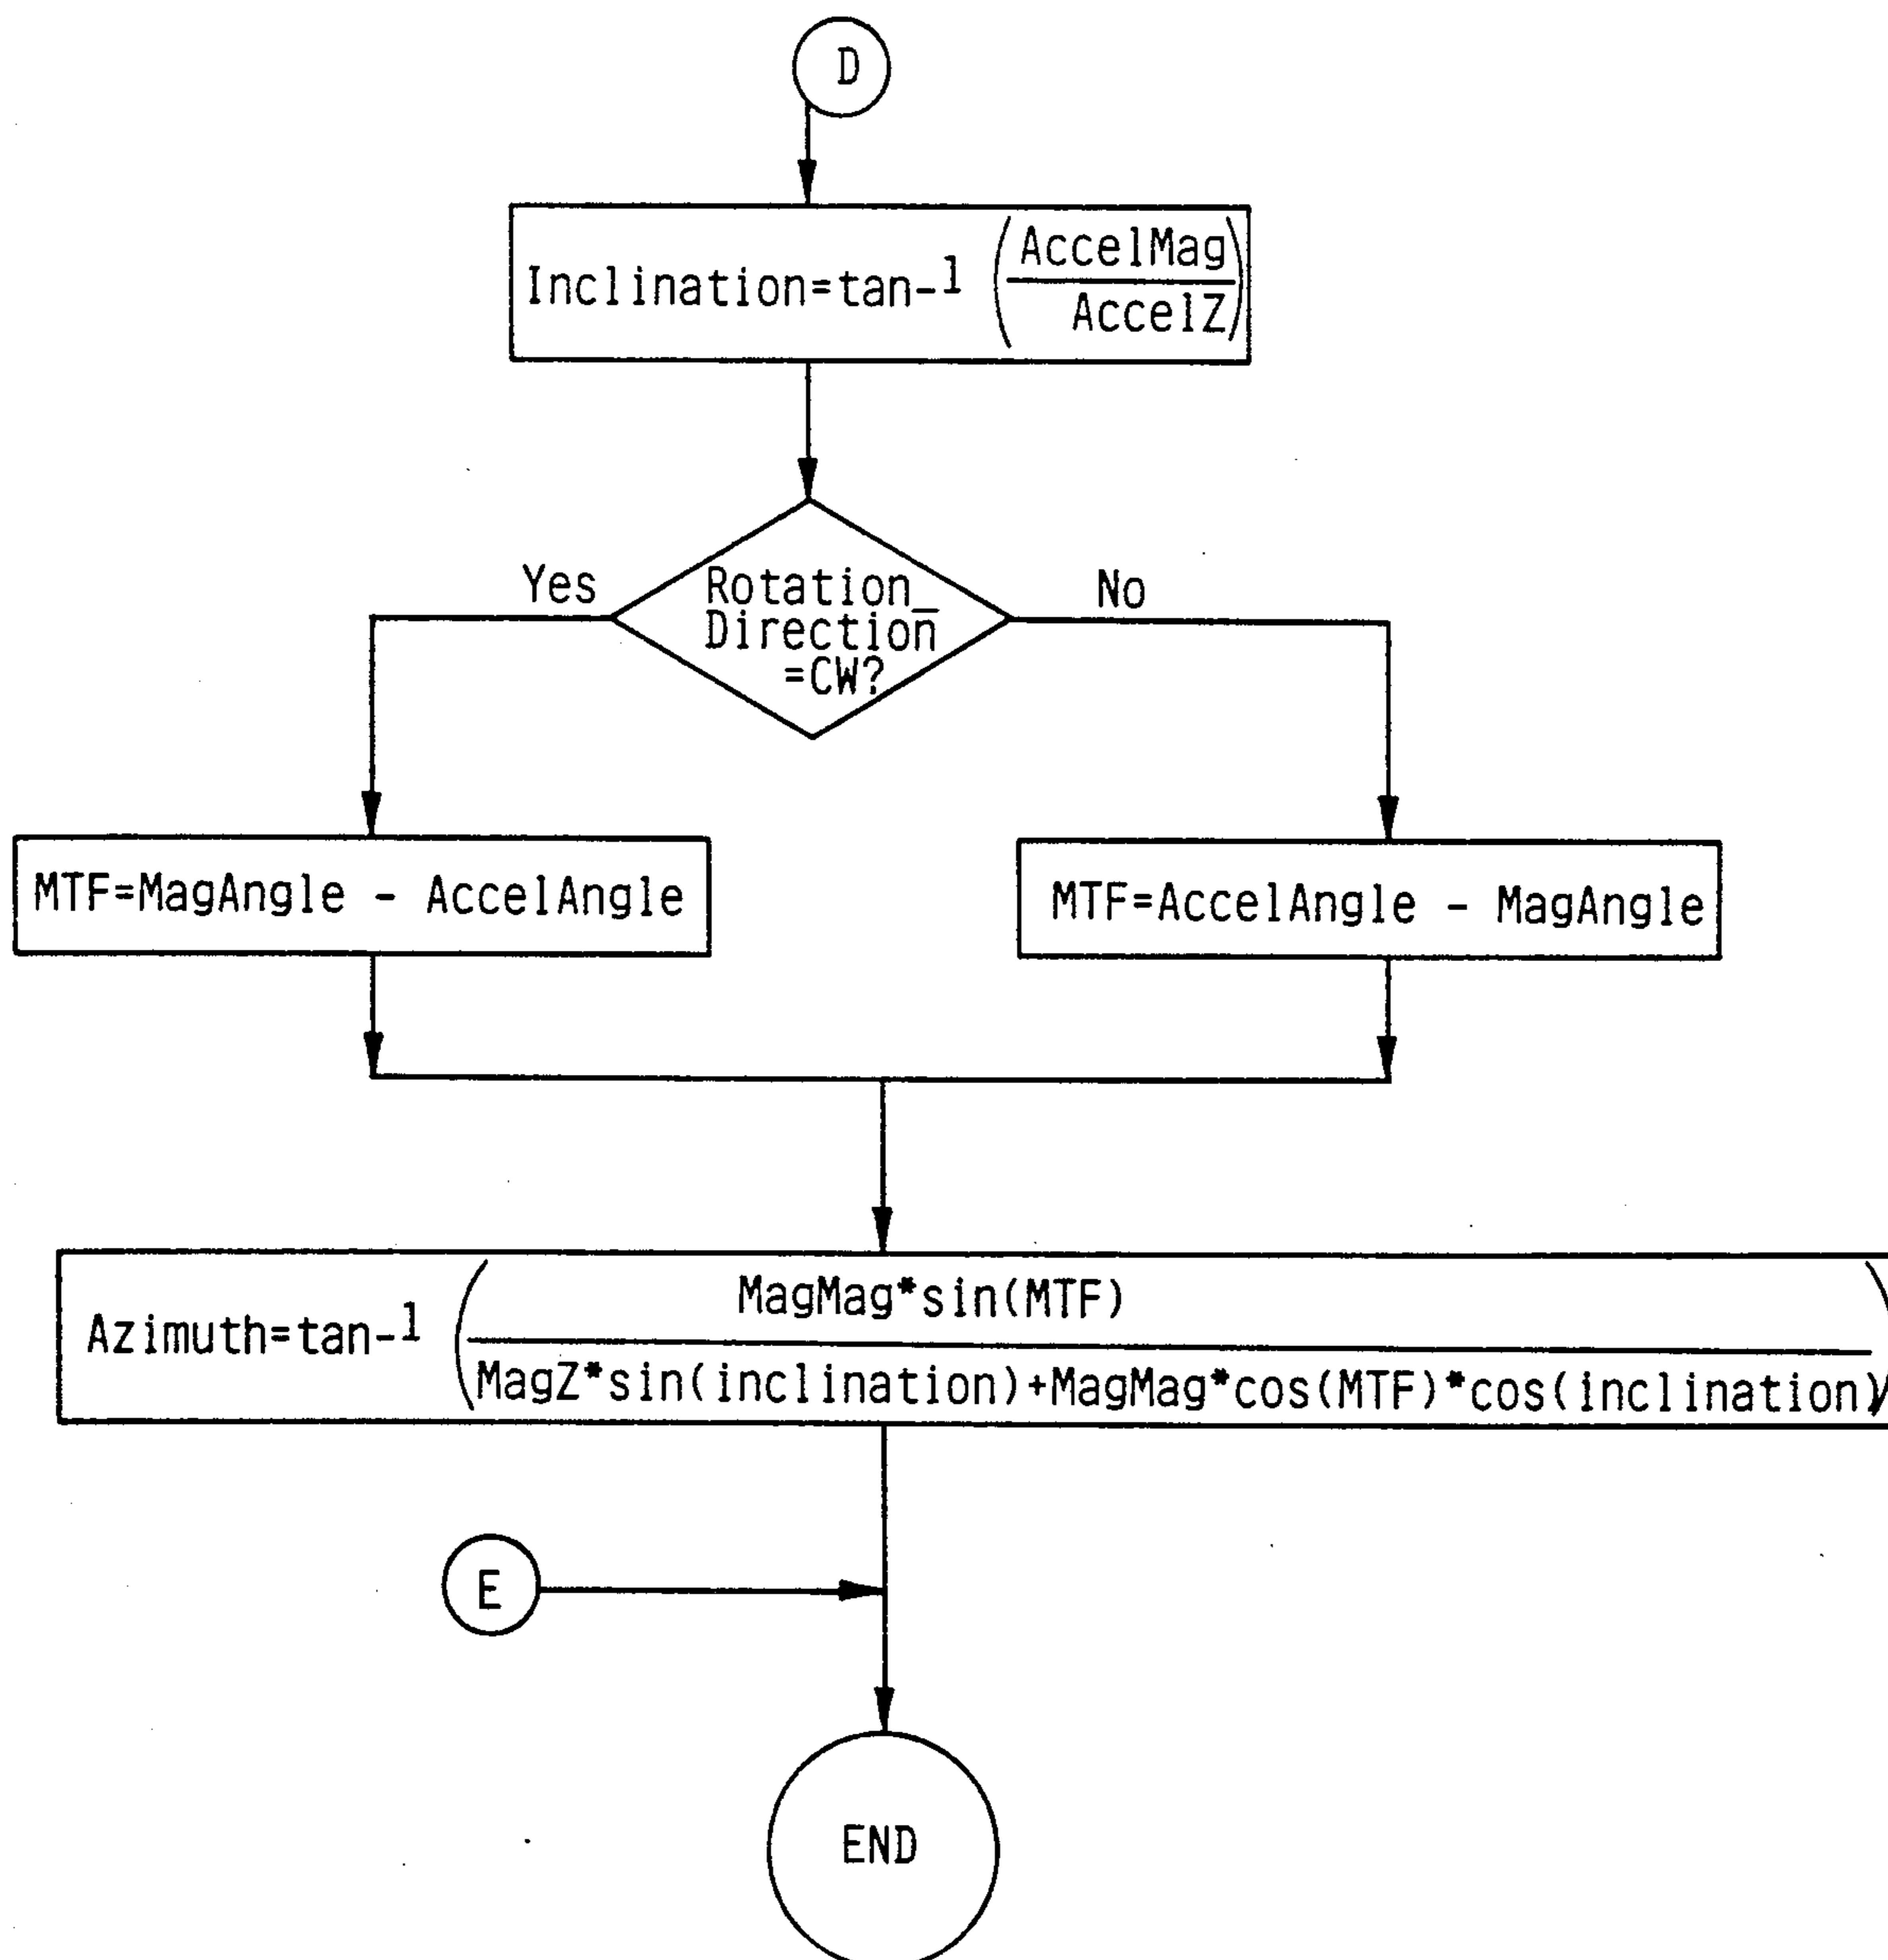 D
Inclination=tan-1 (AccelMag
AccelZ)
Yes
Rotation_
Direction
=CW?
No
MTF=MagAngle - AccelAngle
MTF=AccelAngle - MagAngle
Azimuth=tan-1 (MagMag*sin(MTF)
MagZ*sin(inclination)+MagMag*cos(MTF)*cos(inclination))
E
END